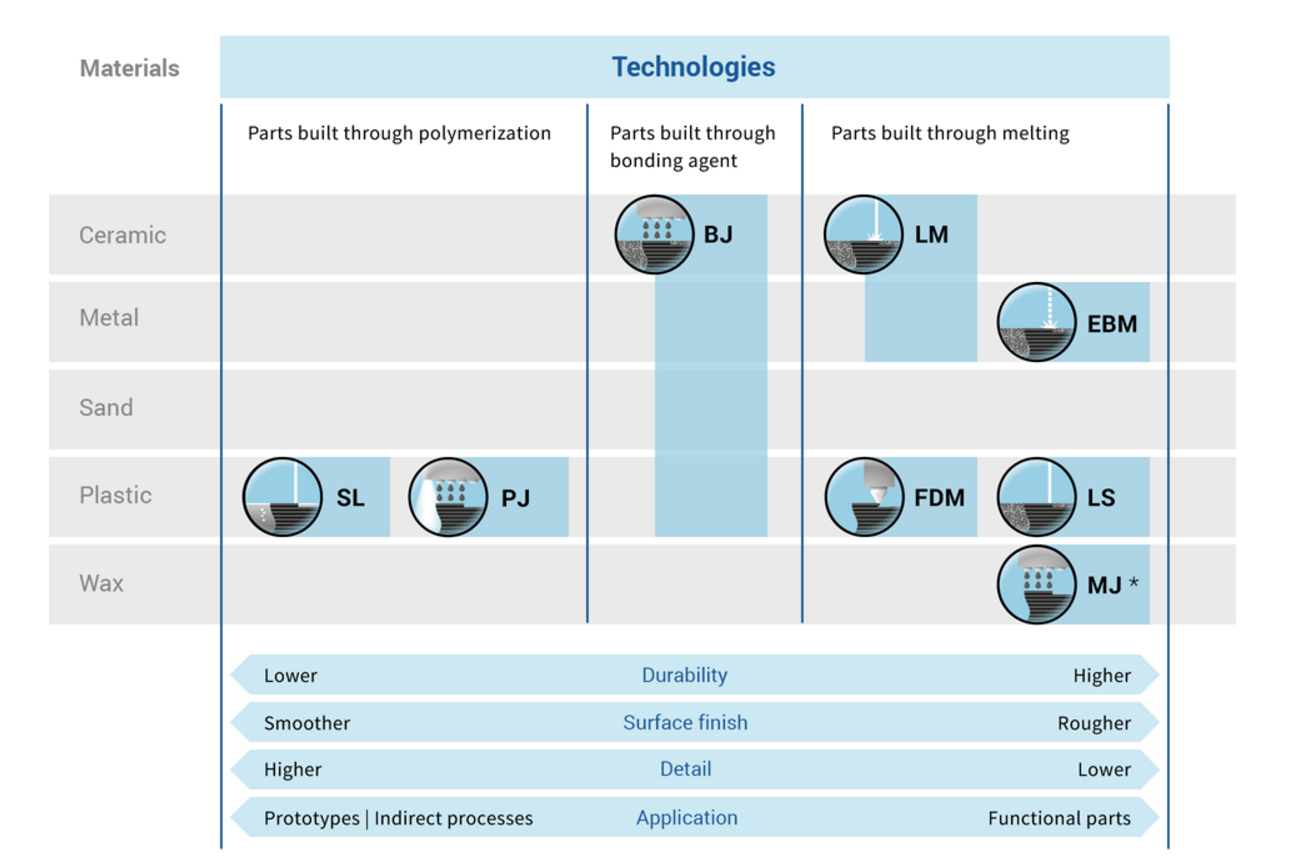 Materials
Technologies
Parts built through polymerization
Parts built through
bonding agent
Parts built through melting
Ceramic
BJ
LM
Metal
EBM
Sand
Plastic
SL
PJ
FDM
LS
Wax
MJ *
Lower
Durability
Higher
Smoother
Surface finish
Rougher
Higher
Detail
Lower
Prototypes | Indirect processes
Application
Functional parts